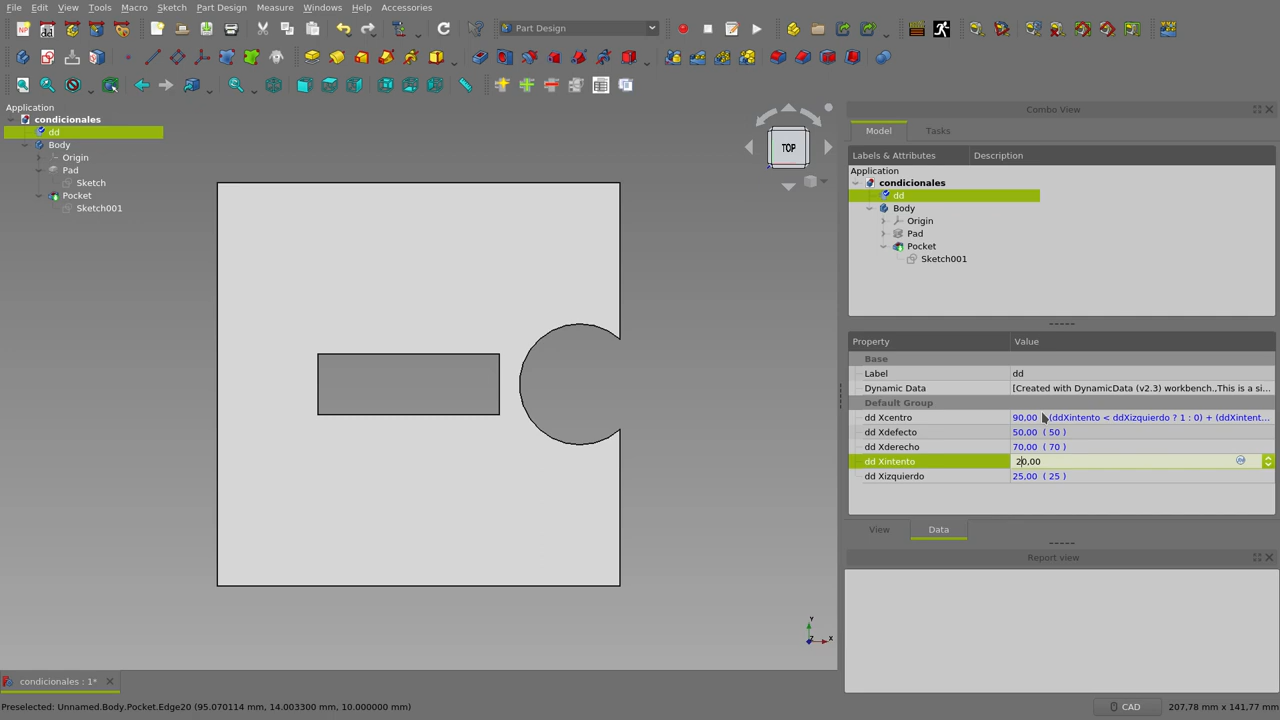 File Edit View Tools Macro Sketch Part Design Measure Windows Help Accessories
Part Design
Application
condicionales
dd
Body
Origin
Pad
Sketch
Pocket
Sketch001
TOP
Y
Z
X
condicionales : 1*
Combo View
Model Tasks
Labels & Attributes Description
Application
condicionales
dd
Body
Origin
Pad
Pocket
Sketch001
Property Value
Base
Label dd
Dynamic Data [Created with DynamicData (v2.3) workbench.,This is a si...
Default Group
dd Xcentro 90,00 (ddXintento < ddXizquierdo ? 1 : 0) + (ddXintent...
dd Xdefecto 50,00 ( 50 )
dd Xderecho 70,00 ( 70 )
dd Xintento 20,00
dd Xizquierdo 25,00 ( 25 )
View Data
Report view
Preselected: Unnamed.Body.Pocket.Edge20 (95.070114 mm, 14.003300 mm, 10.000000 mm)
CAD
207,78 mm x 141,77 mm